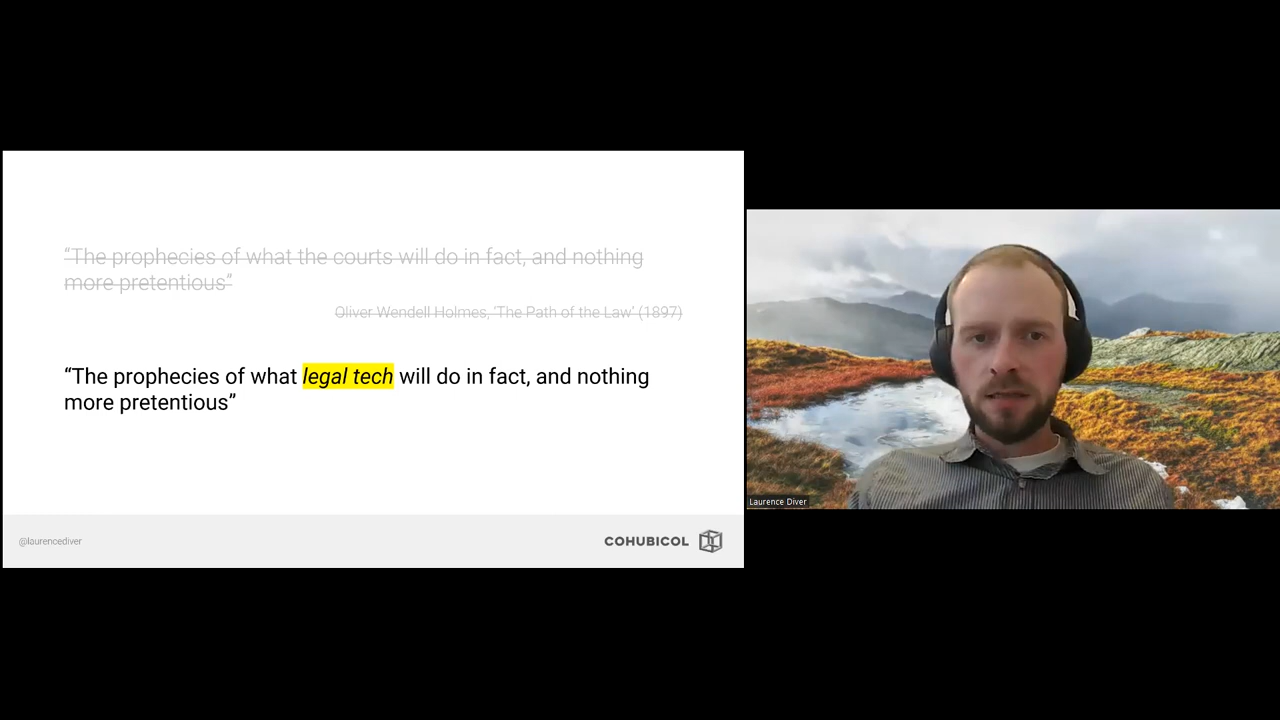 “The prophecies of what the courts will do in fact, and nothing
more pretentious”
Oliver Wendell Holmes, ‘The Path of the Law’ (1897)
“The prophecies of what legal tech will do in fact, and nothing
more pretentious”
@laurencediver
COHUBICOL
Laurence Diver